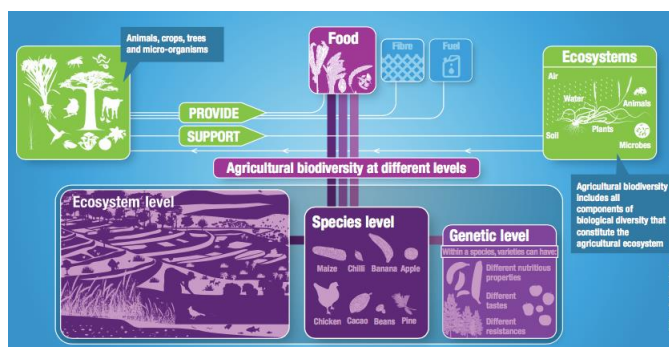 Animals, crops, trees
and micro-organisms
Food
Fibre
Fuel
Ecosystems
Air
Water
Animals
Plants
Soil
Microbes
PROVIDE
SUPPORT
Agricultural biodiversity at different levels
Agricultural biodiversity
includes all
components of
biological diversity that
constitute the
agricultural ecosystem
Ecosystem level
Species level
Maize Chilli Banana Apple
Chicken Cacao Beans Pine
Genetic level
Within a species, varieties can have:
Different nutritious
properties
Different
tastes
Different
resistances